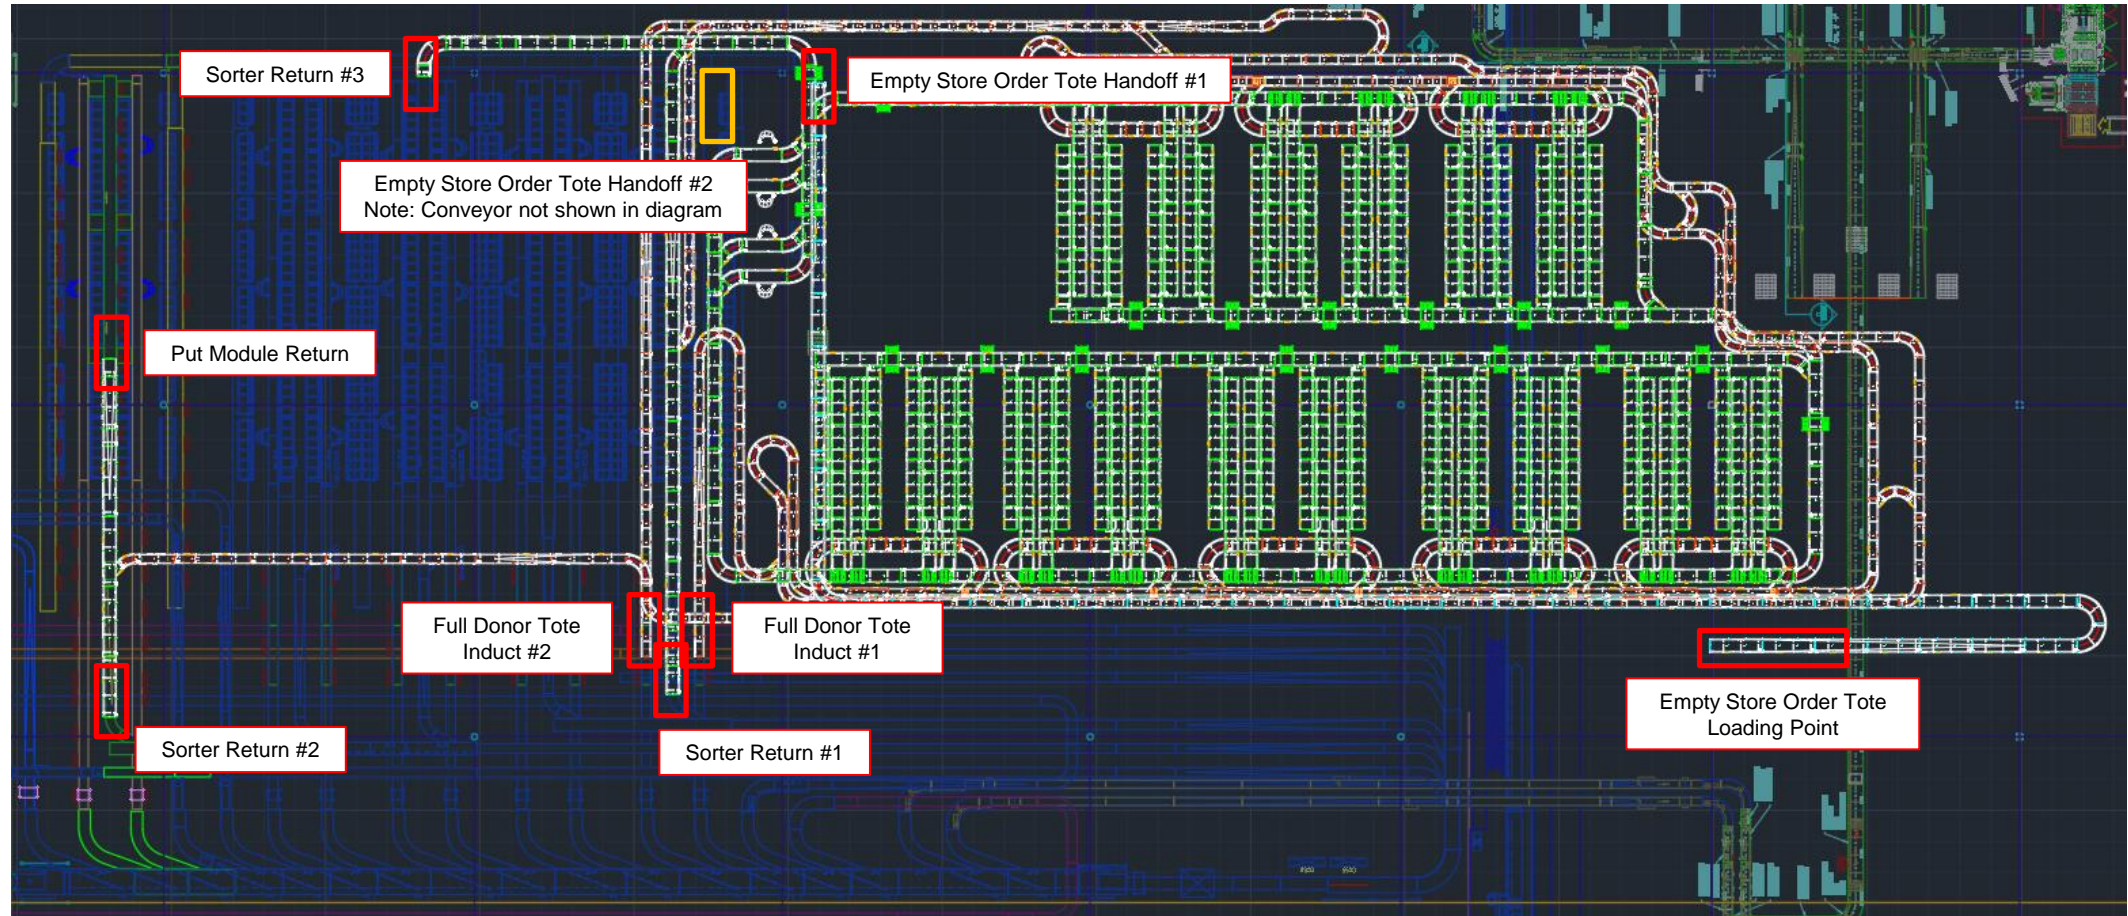 Sorter Return #3
Empty Store Order Tote Handoff #1
Empty Store Order Tote Handoff #2
Note: Conveyor not shown in diagram
Put Module Return
Full Donor Tote
Induct #2
Full Donor Tote
Induct #1
Sorter Return #2
Sorter Return #1
Empty Store Order Tote
Loading Point